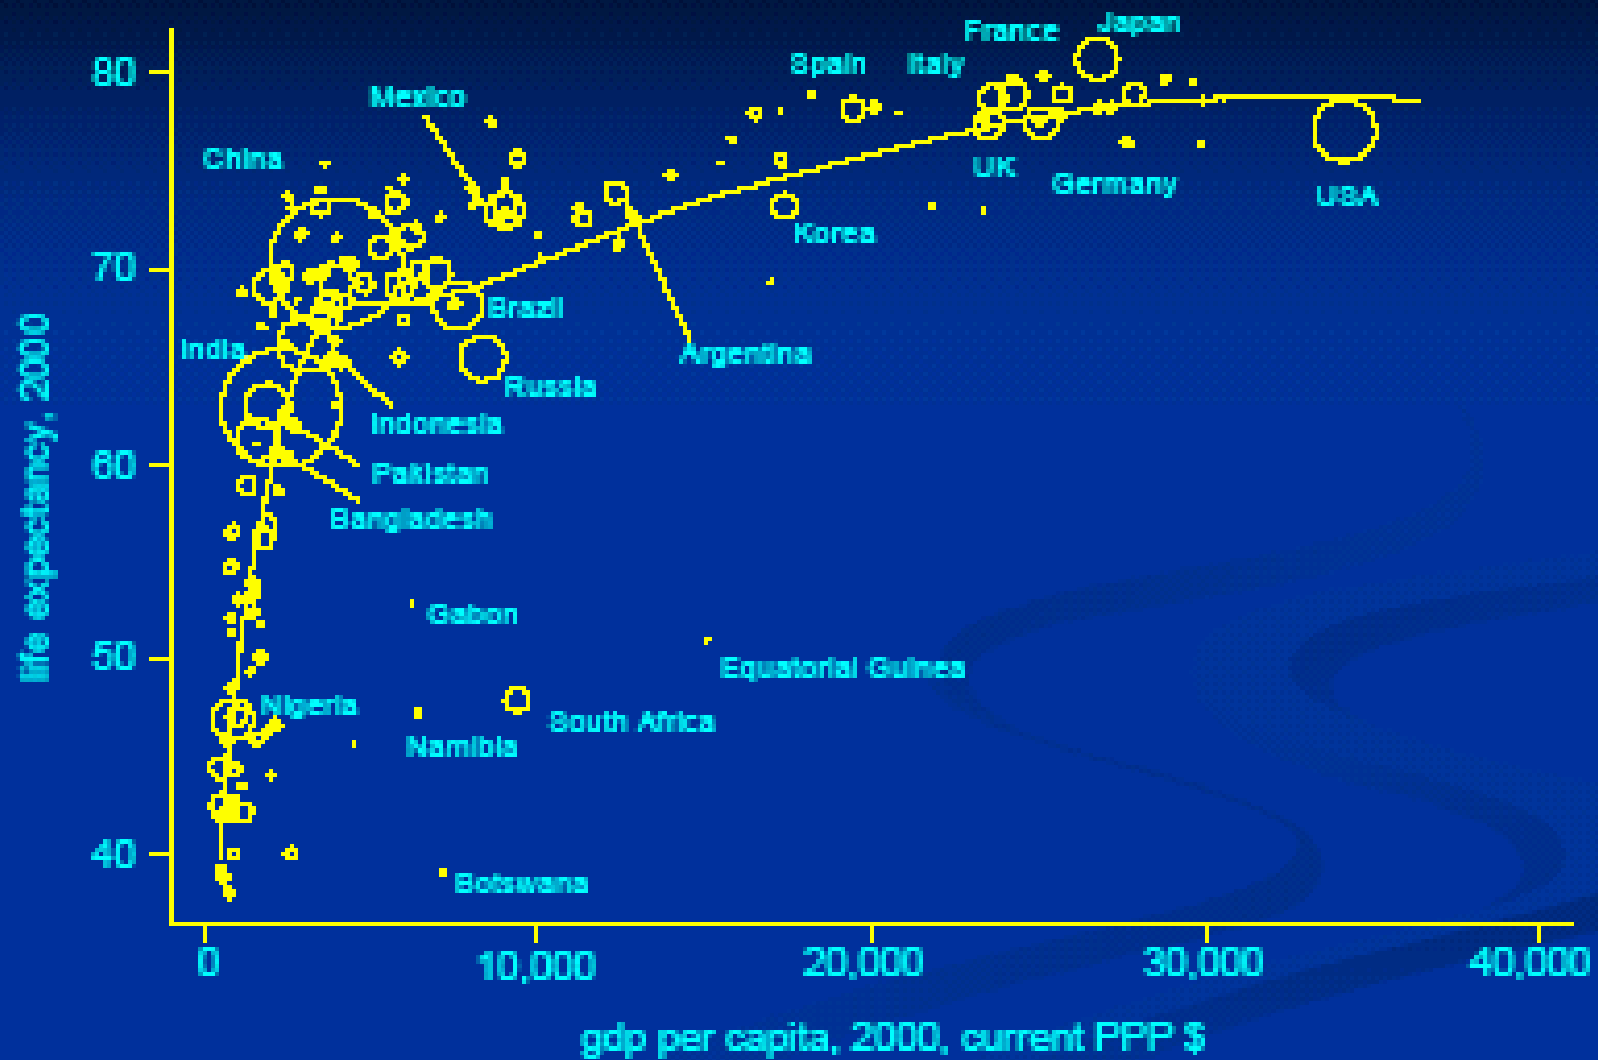 Japan
France
Spain
Italy
80
Mexico
China
UK
Germany
USA
Korea
70
Brazil
India
Argentina
Russia
Indonesia
60
Pakistan
Bangladesh
life expectancy, 2000
Gabon
50
Equatorial Guinea
Nigeria
South Africa
Namibia
40
Botswana
0
10,000
20,000
30,000
40,000
gdp per capita, 2000, current PPP $